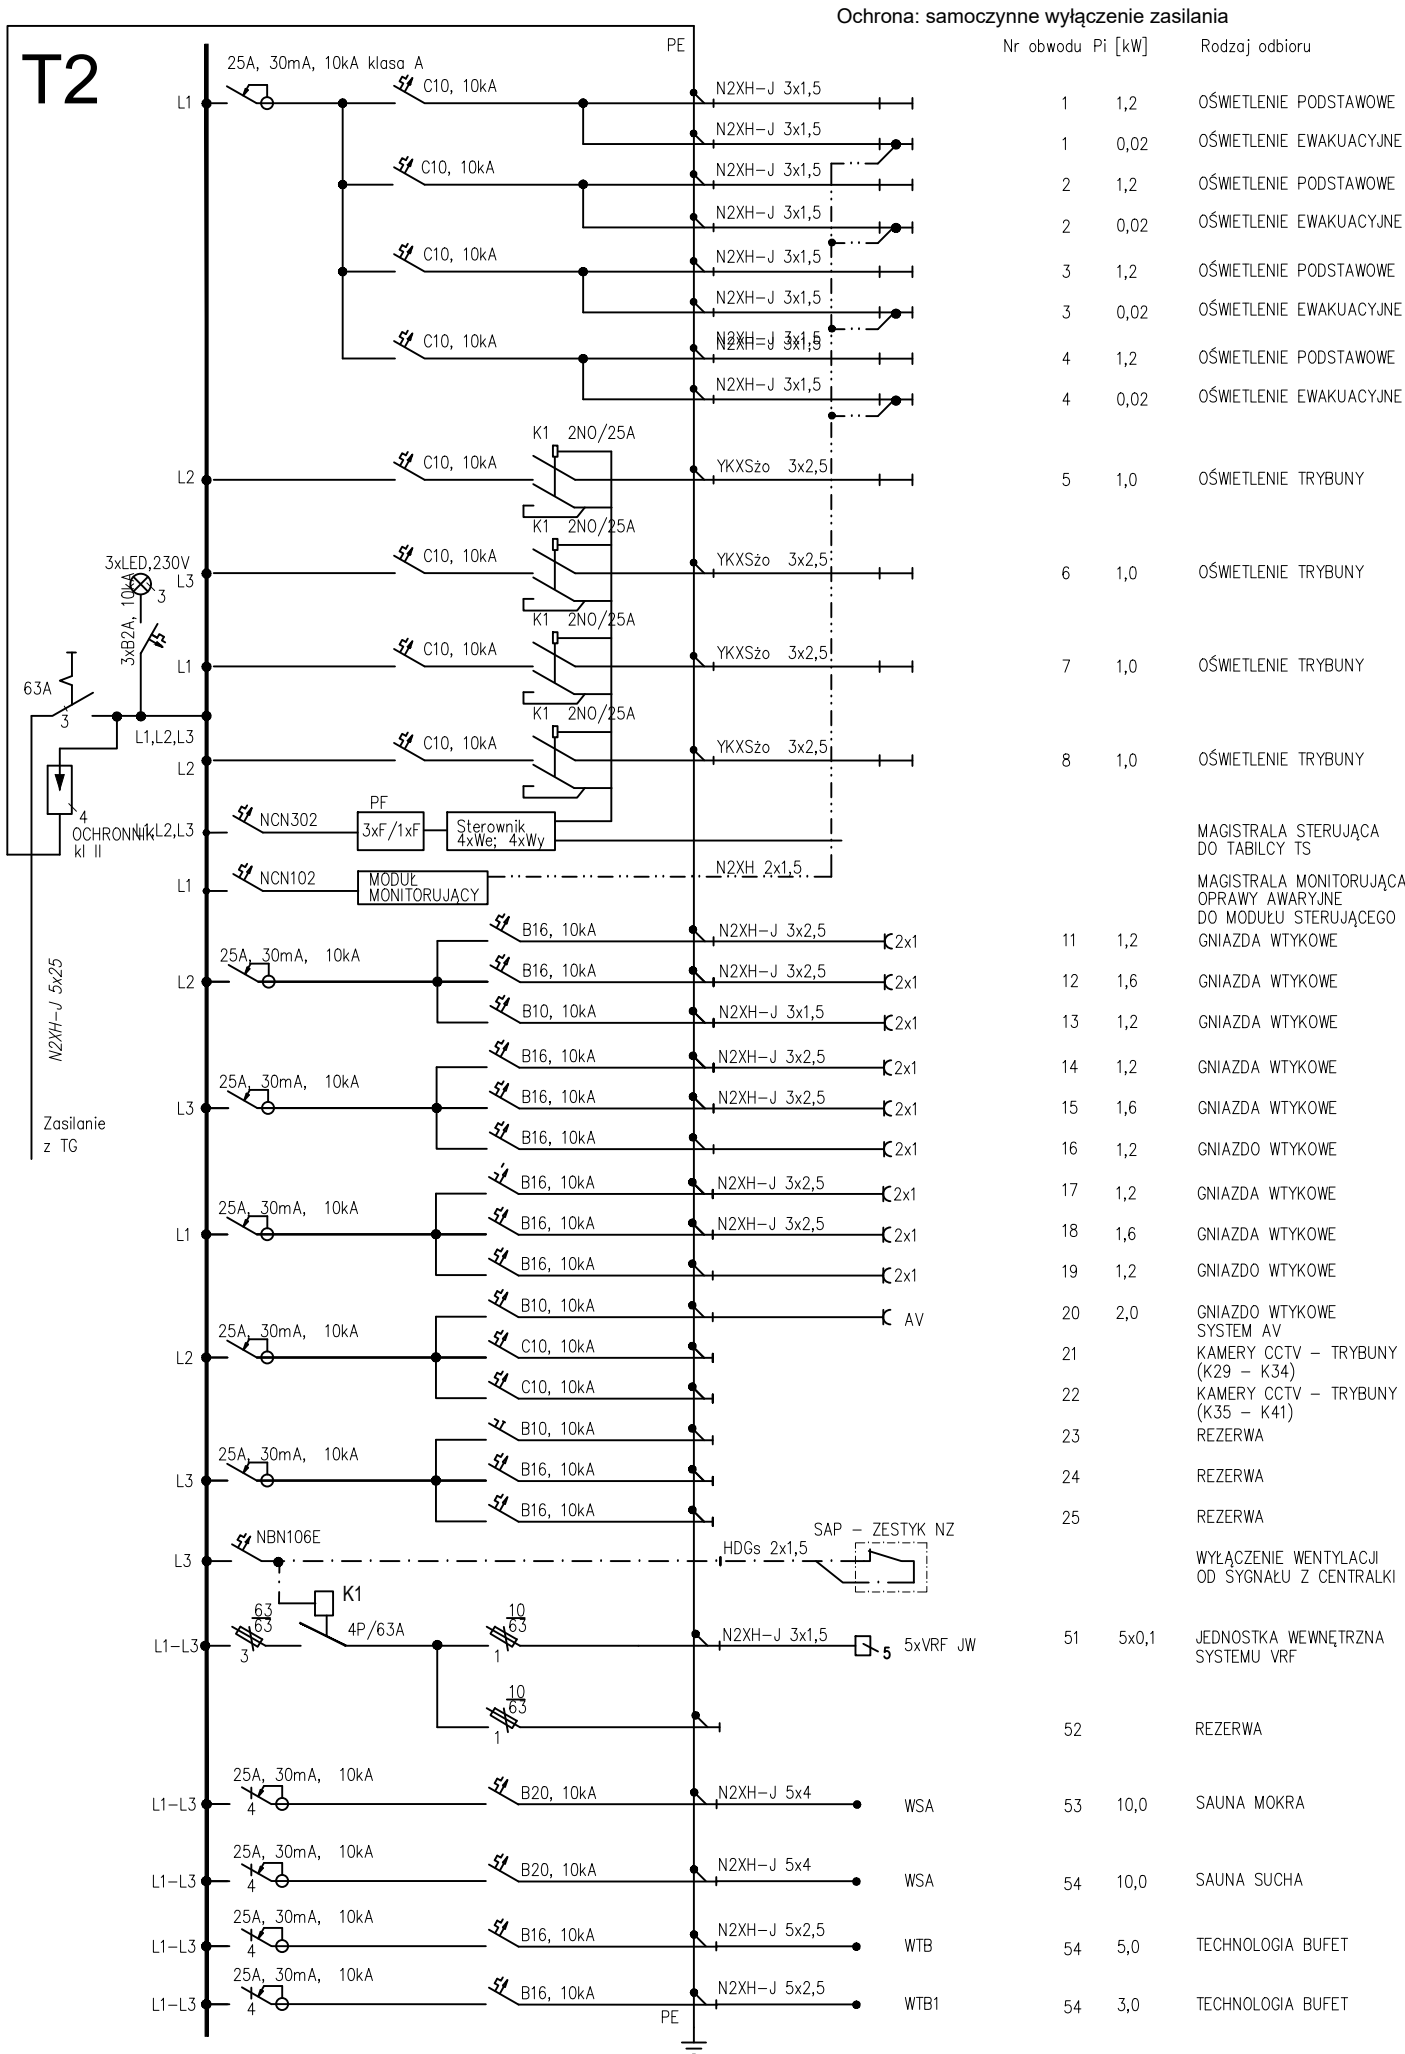 Ochrona: samoczynne wyłączenie zasilania
T2
PE
Nr obwodu Pi [kW] Rodzaj odbioru
25A, 30mA, 10kA klasa A
L1 C10, 10kA N2XH-J 3x1,5 1 1,2 OŚWIETLENIE PODSTAWOWE
N2XH-J 3x1,5 1 0,02 OŚWIETLENIE EWAKUACYJNE
C10, 10kA N2XH-J 3x1,5 2 1,2 OŚWIETLENIE PODSTAWOWE
N2XH-J 3x1,5 2 0,02 OŚWIETLENIE EWAKUACYJNE
C10, 10kA N2XH-J 3x1,5 3 1,2 OŚWIETLENIE PODSTAWOWE
N2XH-J 3x1,5 3 0,02 OŚWIETLENIE EWAKUACYJNE
N2XH-J 3x1,5
C10, 10kA N2XH-J 3x1,5 4 1,2 OŚWIETLENIE PODSTAWOWE
N2XH-J 3x1,5 4 0,02 OŚWIETLENIE EWAKUACYJNE
K1 2NO/25A
L2 C10, 10kA YKXSżo 3x2,5 5 1,0 OŚWIETLENIE TRYBUNY
K1 2NO/25A
3xLED,230V
L3 C10, 10kA YKXSżo 3x2,5 6 1,0 OŚWIETLENIE TRYBUNY
3
3xB2A, 10kA
K1 2NO/25A
L1 C10, 10kA YKXSżo 3x2,5 7 1,0 OŚWIETLENIE TRYBUNY
63A
3
K1 2NO/25A
L1,L2,L3
L2 C10, 10kA YKXSżo 3x2,5 8 1,0 OŚWIETLENIE TRYBUNY
4
OCHRONNIK
kl II
L1,L2,L3 NCN302
PF
3xF/1xF
Sterownik
4xWe; 4xWy
MAGISTRALA STERUJĄCA
DO TABILCY TS
L1 NCN102
MODUŁ
MONITORUJĄCY
N2XH 2x1,5
MAGISTRALA MONITORUJĄCA
OPRAWY AWARYJNE
DO MODUŁU STERUJĄCEGO
B16, 10kA N2XH-J 3x2,5 2x1 11 1,2 GNIAZDA WTYKOWE
25A, 30mA, 10kA
L2 B16, 10kA N2XH-J 3x2,5 2x1 12 1,6 GNIAZDA WTYKOWE
B10, 10kA N2XH-J 3x1,5 2x1 13 1,2 GNIAZDA WTYKOWE
N2XH-J 5x25
B16, 10kA N2XH-J 3x2,5 2x1 14 1,2 GNIAZDA WTYKOWE
25A, 30mA, 10kA
L3 B16, 10kA N2XH-J 3x2,5 2x1 15 1,6 GNIAZDA WTYKOWE
Zasilanie
z TG
B16, 10kA 2x1 16 1,2 GNIAZDO WTYKOWE
B16, 10kA N2XH-J 3x2,5 2x1 17 1,2 GNIAZDA WTYKOWE
25A, 30mA, 10kA
L1 B16, 10kA N2XH-J 3x2,5 2x1 18 1,6 GNIAZDA WTYKOWE
B16, 10kA 2x1 19 1,2 GNIAZDO WTYKOWE
B10, 10kA AV 20 2,0 GNIAZDO WTYKOWE
SYSTEM AV
25A, 30mA, 10kA
L2 C10, 10kA 21 KAMERY CCTV - TRYBUNY
(K29 - K34)
C10, 10kA 22 KAMERY CCTV - TRYBUNY
(K35 - K41)
B10, 10kA 23 REZERWA
25A, 30mA, 10kA
L3 B16, 10kA 24 REZERWA
B16, 10kA 25 REZERWA
SAP - ZESTYK NZ
L3 NBN106E HDGs 2x1,5
WYŁĄCZENIE WENTYLACJI
OD SYGNAŁU Z CENTRALKI
K1
L1-L3 63 63 3 4P/63A 10 63 1 N2XH-J 3x1,5 5 5xVRF JW 51 5x0,1 JEDNOSTKA WEWNĘTRZNA
SYSTEMU VRF
10 63 1 52 REZERWA
25A, 30mA, 10kA
L1-L3 4 B20, 10kA N2XH-J 5x4 WSA 53 10,0 SAUNA MOKRA
25A, 30mA, 10kA
L1-L3 4 B20, 10kA N2XH-J 5x4 WSA 54 10,0 SAUNA SUCHA
25A, 30mA, 10kA
L1-L3 4 B16, 10kA N2XH-J 5x2,5 WTB 54 5,0 TECHNOLOGIA BUFET
25A, 30mA, 10kA
L1-L3 4 B16, 10kA N2XH-J 5x2,5 WTB1 54 3,0 TECHNOLOGIA BUFET
PE